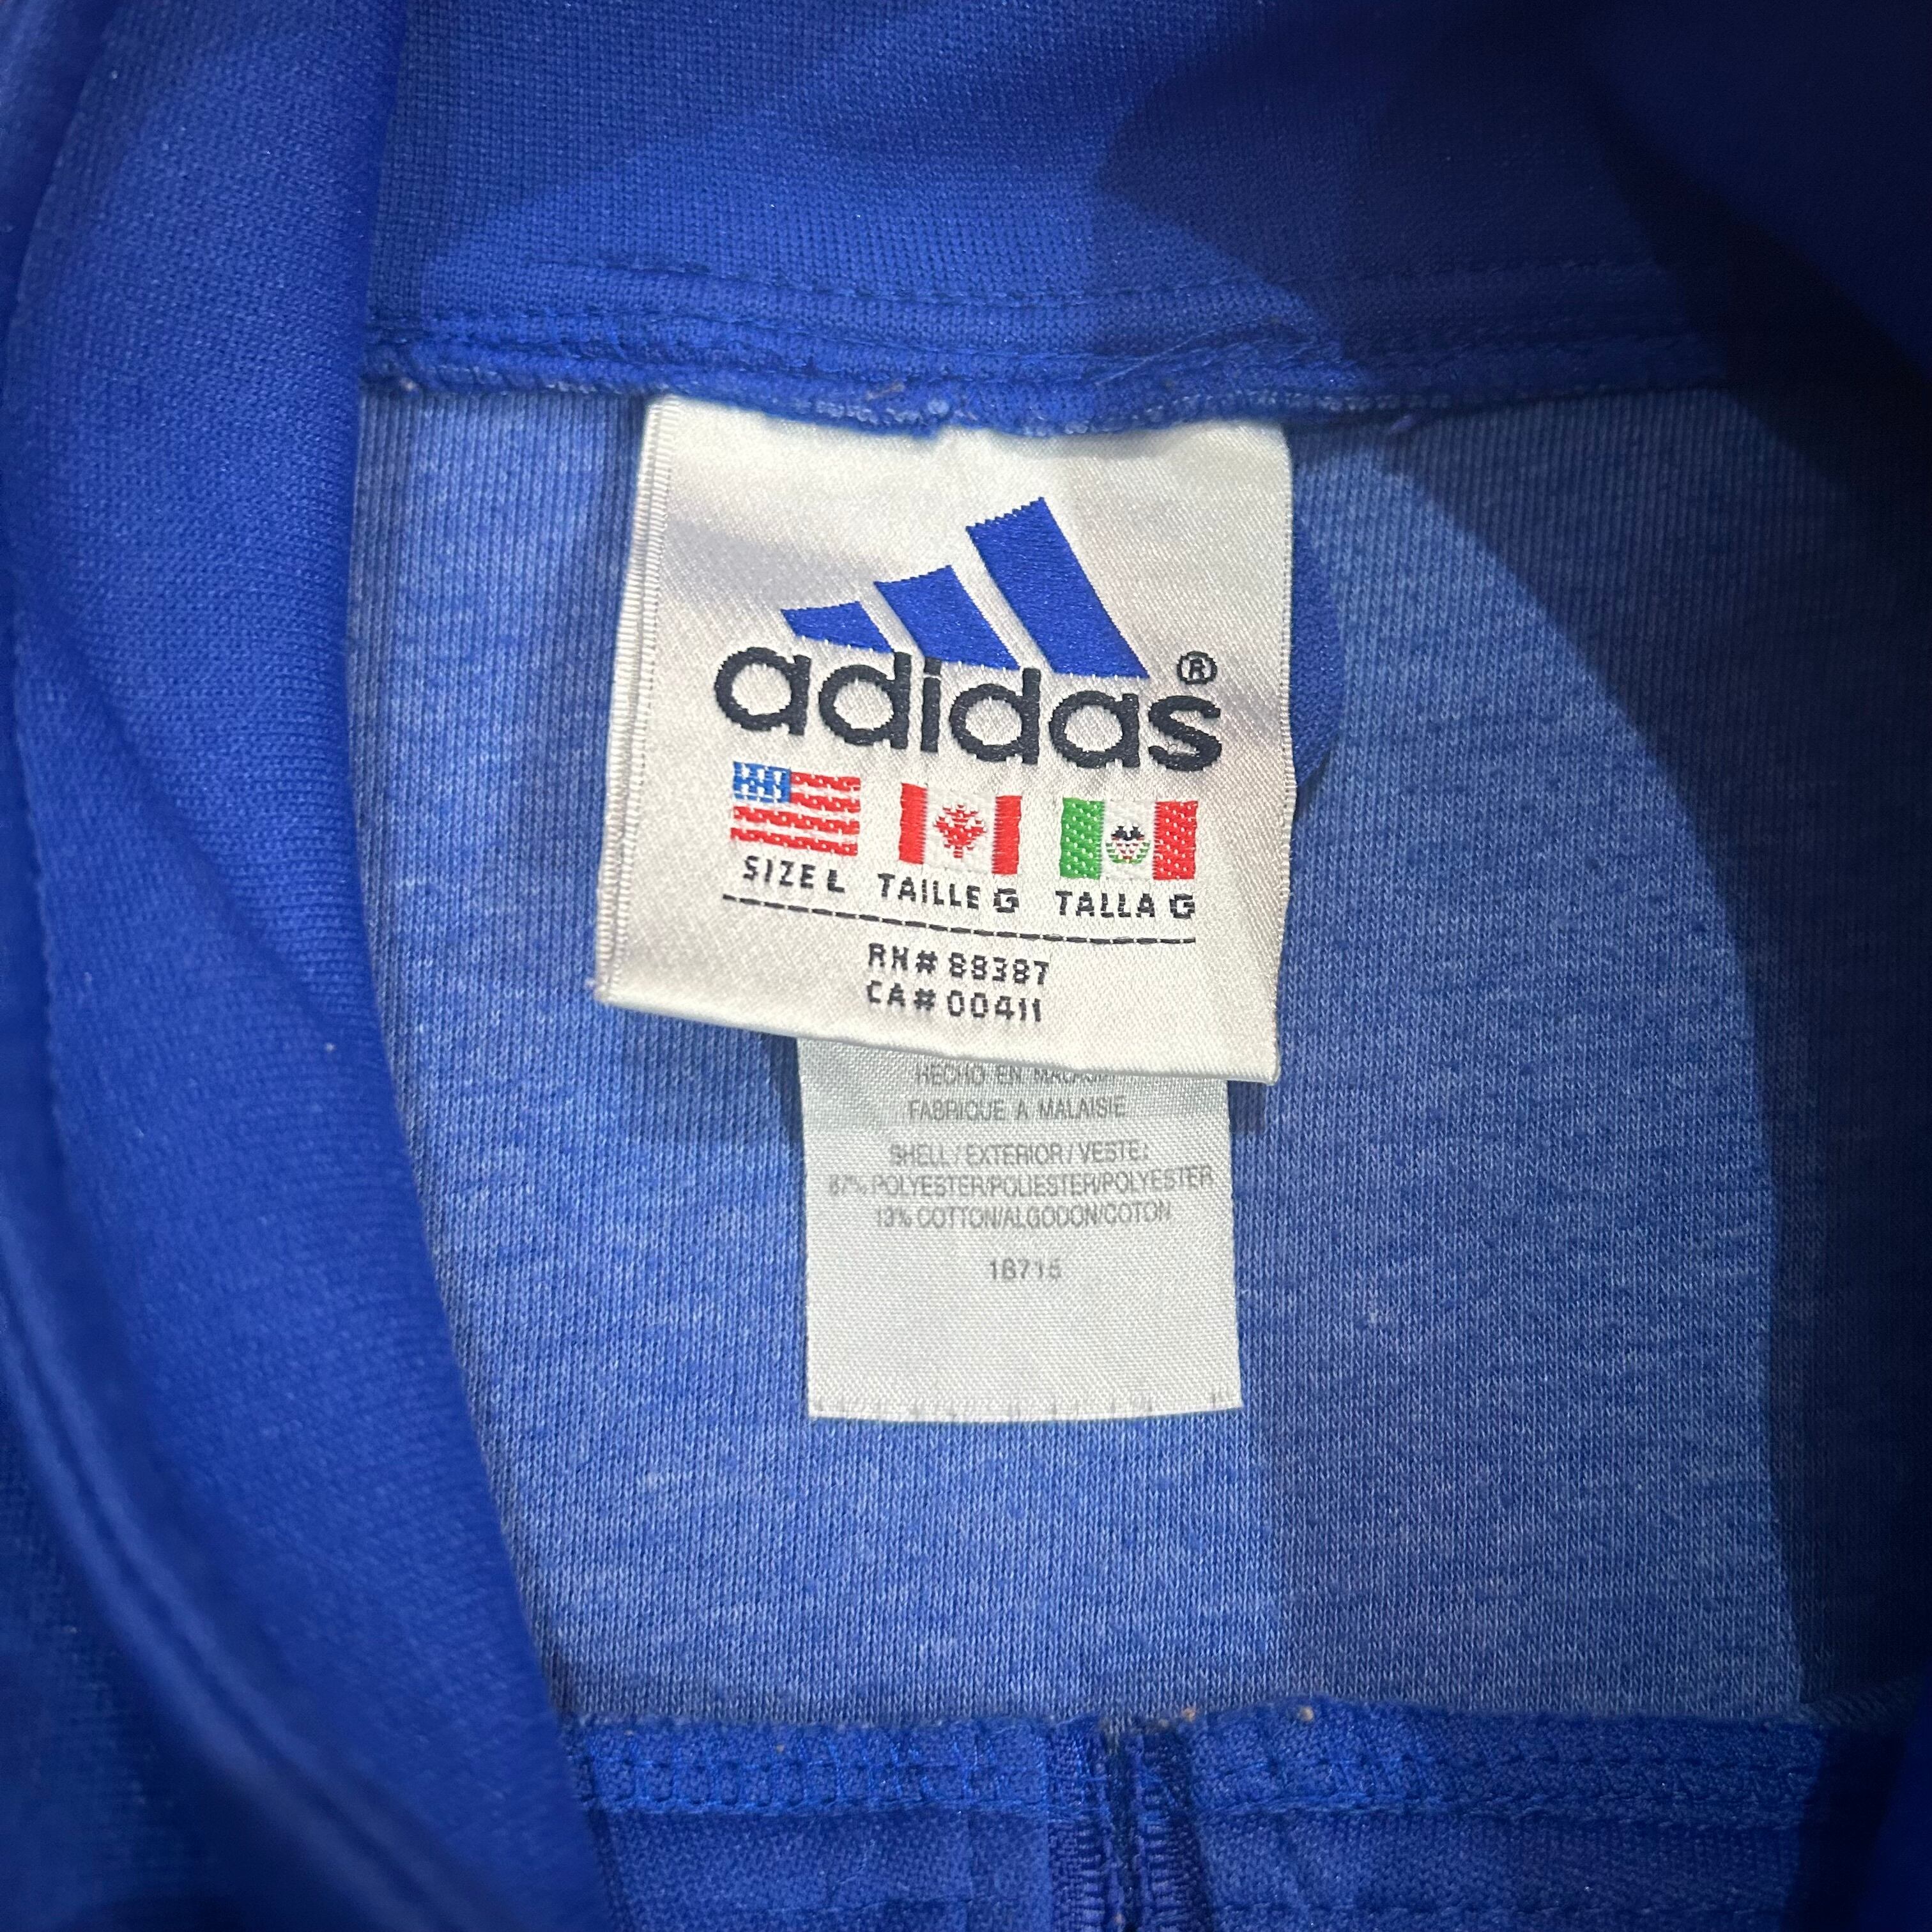 adidas®
SIZE L TAILLE G TALLA G
RN# 88387
CA# 00411
HECHO EN MALASIA
FABRIQUE A MALAISIE
SHELL / EXTERIOR / VESTE:
87% POLYESTER/POLIESTER/POLYESTER
13% COTTON/ALGODON/COTON